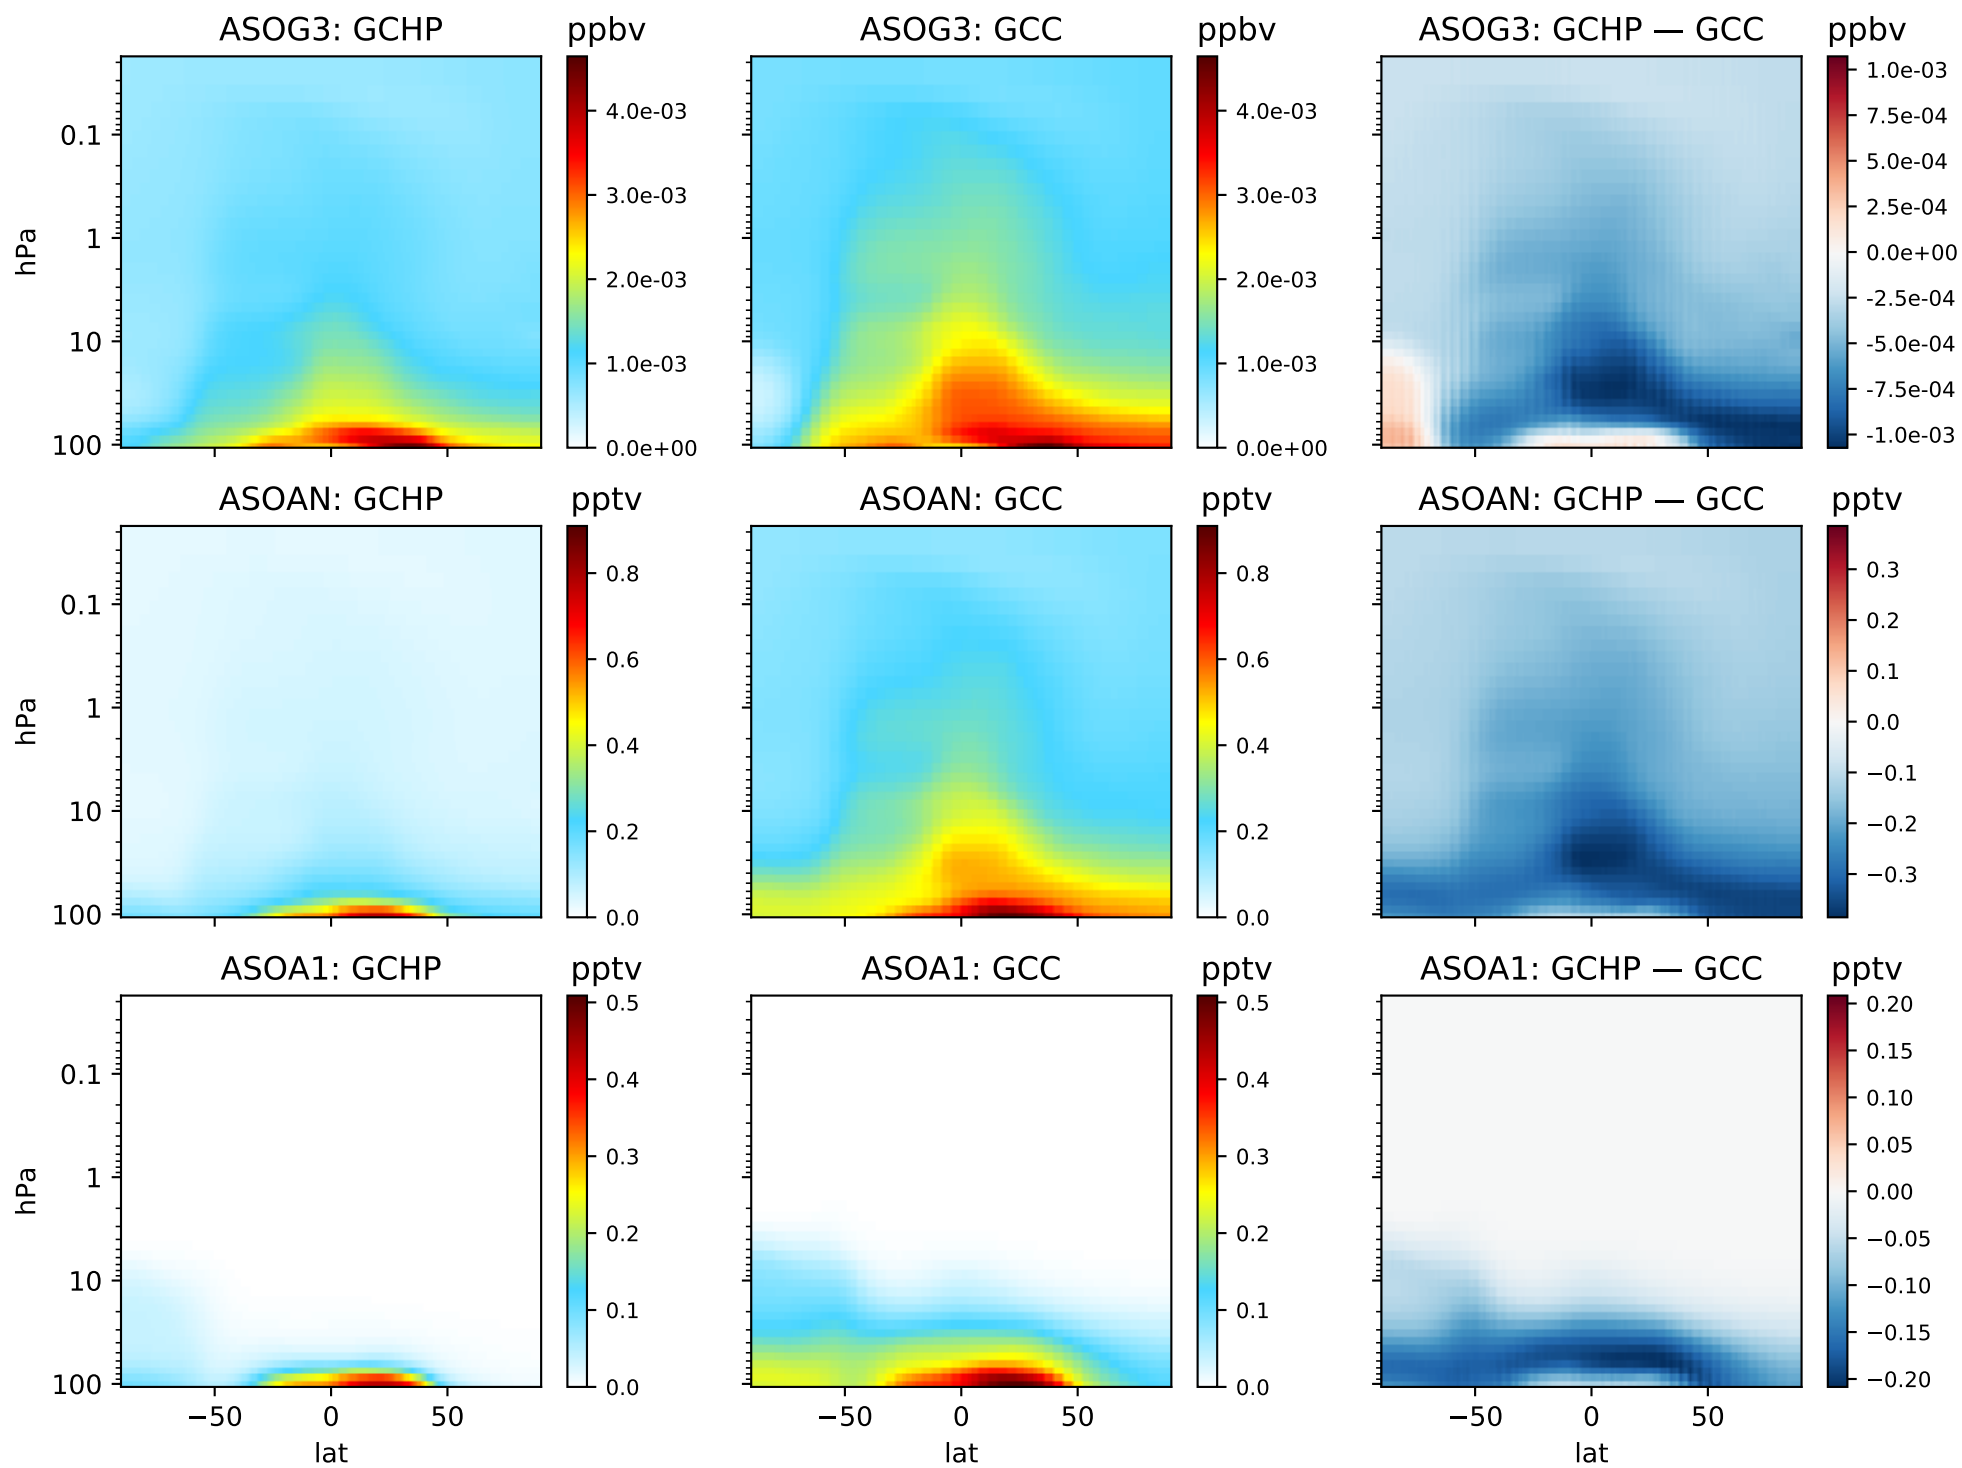 ASOG3: GCHP ppbv ASOG3: GCC ppbv ASOG3: GCHP — GCC ppbv
hPa
0.1
1
10
100
4.0e-03
3.0e-03
2.0e-03
1.0e-03
0.0e+00
4.0e-03
3.0e-03
2.0e-03
1.0e-03
0.0e+00
1.0e-03
7.5e-04
5.0e-04
2.5e-04
0.0e+00
-2.5e-04
-5.0e-04
-7.5e-04
-1.0e-03
ASOAN: GCHP pptv ASOAN: GCC pptv ASOAN: GCHP — GCC pptv
hPa
0.1
1
10
100
0.8
0.6
0.4
0.2
0.0
0.8
0.6
0.4
0.2
0.0
0.3
0.2
0.1
0.0
−0.1
−0.2
−0.3
ASOA1: GCHP pptv ASOA1: GCC pptv ASOA1: GCHP — GCC pptv
hPa
0.1
1
10
100
0.5
0.4
0.3
0.2
0.1
0.0
0.5
0.4
0.3
0.2
0.1
0.0
0.20
0.15
0.10
0.05
0.00
−0.05
−0.10
−0.15
−0.20
−50 0 50 −50 0 50 −50 0 50
lat lat lat